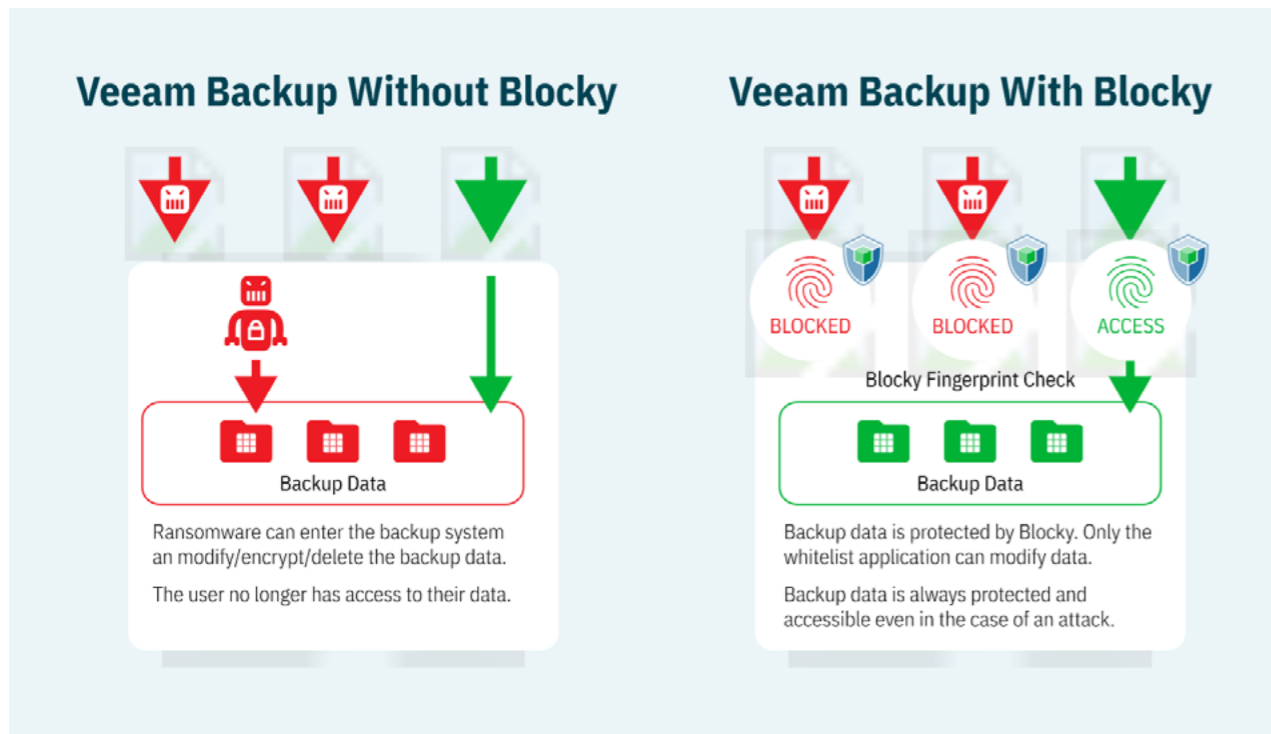 Veeam Backup Without Blocky
Backup Data
Ransomware can enter the backup system
an modify/encrypt/delete the backup data.
The user no longer has access to their data.
Veeam Backup With Blocky
BLOCKED
BLOCKED
ACCESS
Blocky Fingerprint Check
Backup Data
Backup data is protected by Blocky. Only the
whitelist application can modify data.
Backup data is always protected and
accessible even in the case of an attack.